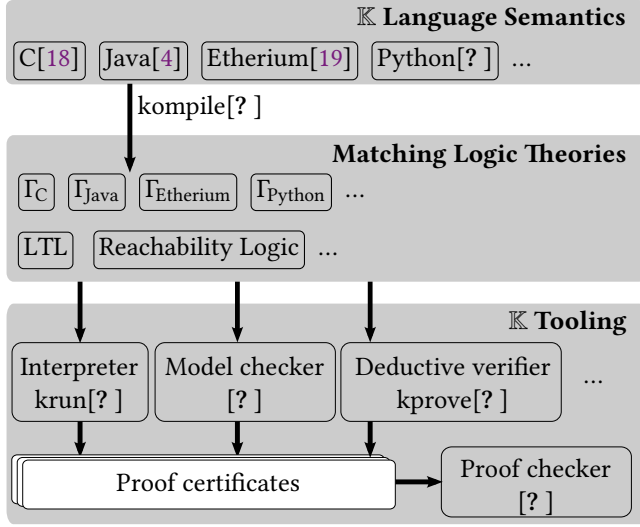 𝕂 Language Semantics
C[18] Java[4] Etherium[19] Python[? ] ...
kompile[? ]
Matching Logic Theories
Γ_C Γ_Java Γ_Etherium Γ_Python ...
LTL Reachability Logic ...
𝕂 Tooling
Interpreter Model checker Deductive verifier ...
krun[? ] [? ] kprove[? ]
Proof certificates Proof checker
[? ]